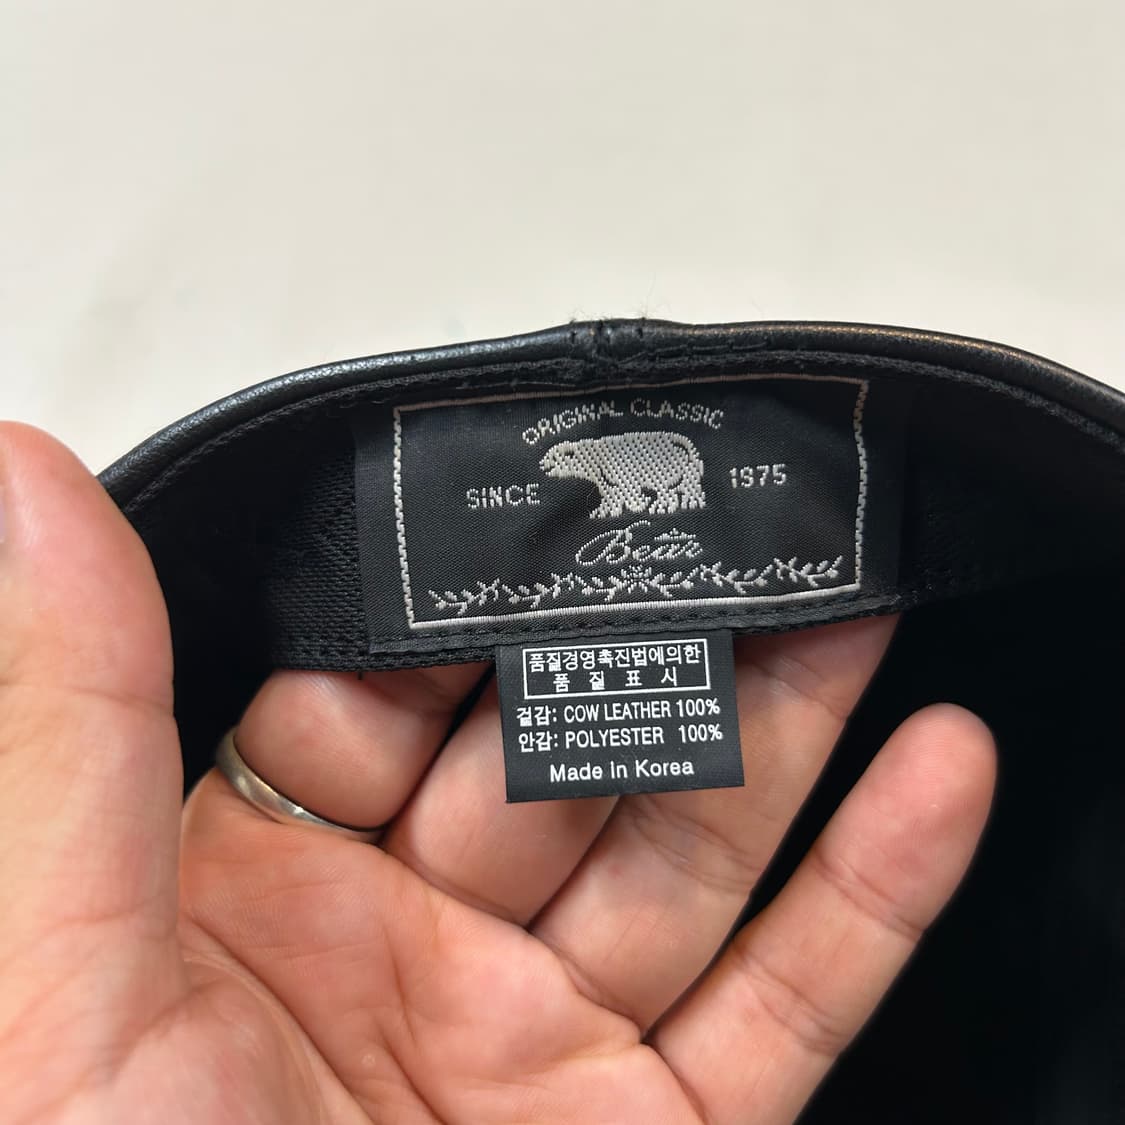 ORIGINAL CLASSIC
SINCE 1975
Bear
품질경영촉진법에의한
품 질 표 시
겉감: COW LEATHER 100%
안감: POLYESTER 100%
Made in Korea